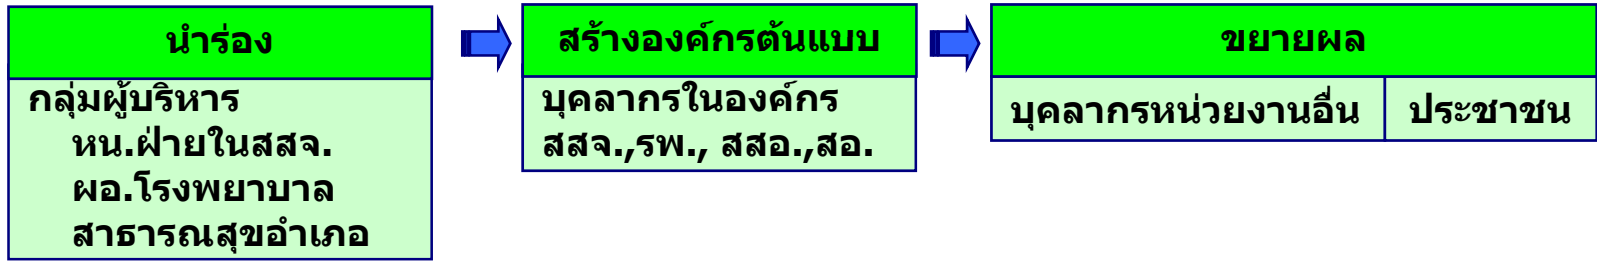 นำร่อง
กลุ่มผู้บริหาร
หน.ฝ่ายในสสจ.
ผอ.โรงพยาบาล
สาธารณสุขอำเภอ
สร้างองค์กรต้นแบบ
บุคลากรในองค์กร
สสจ.,รพ., สสอ.,สอ.
ขยายผล
บุคลากรหน่วยงานอื่น
ประชาชน